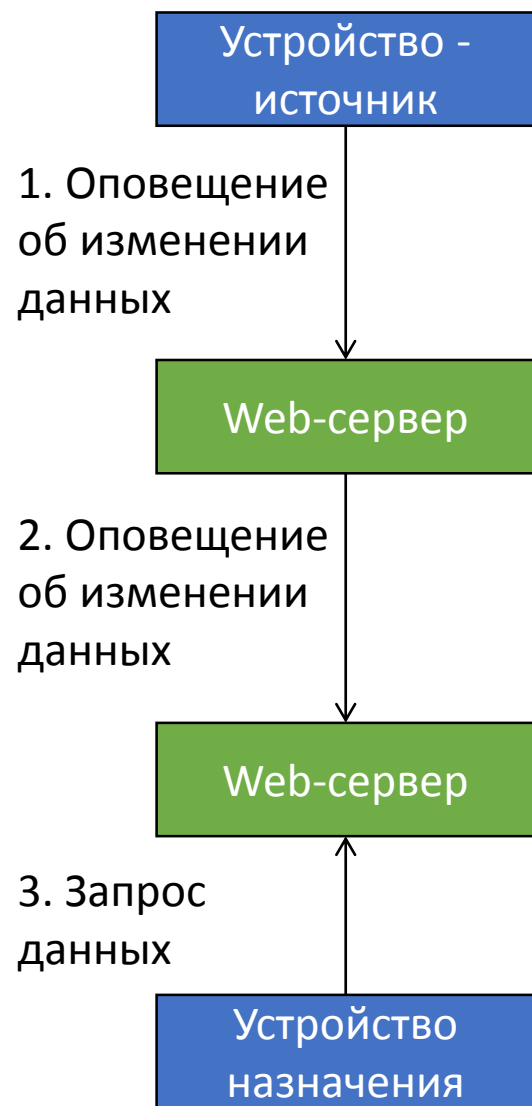 Устройство -
источник
1. Оповещение
об изменении
данных
Web-сервер
2. Оповещение
об изменении
данных
Web-сервер
3. Запрос
данных
Устройство
назначения